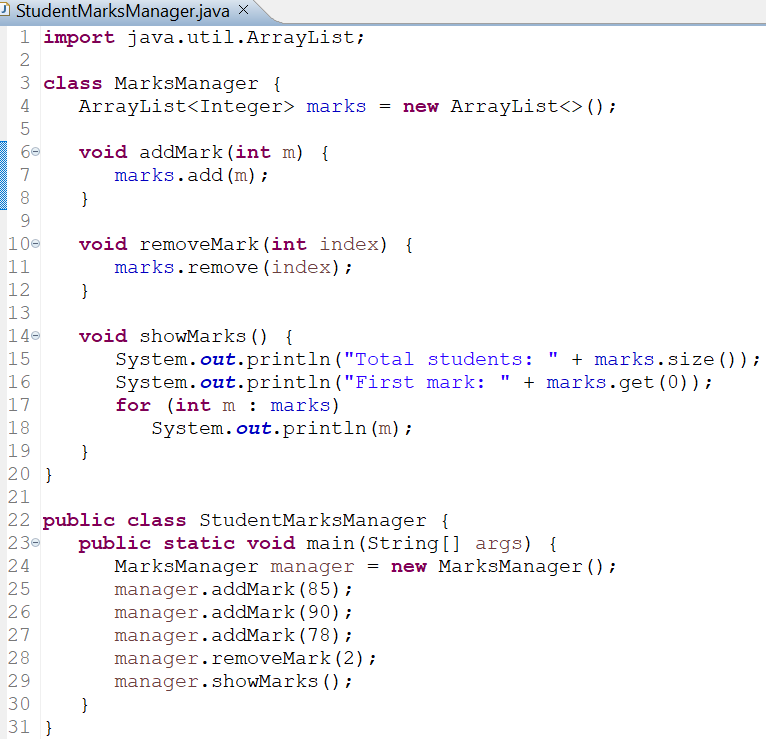 StudentMarksManager.java
1 import java.util.ArrayList;
2
3 class MarksManager {
4    ArrayList<Integer> marks = new ArrayList<>();
5
6    void addMark(int m) {
7       marks.add(m);
8    }
9
10    void removeMark(int index) {
11       marks.remove(index);
12    }
13
14    void showMarks() {
15       System.out.println("Total students: " + marks.size());
16       System.out.println("First mark: " + marks.get(0));
17       for (int m : marks)
18          System.out.println(m);
19    }
20 }
21
22 public class StudentMarksManager {
23    public static void main(String[] args) {
24       MarksManager manager = new MarksManager();
25       manager.addMark(85);
26       manager.addMark(90);
27       manager.addMark(78);
28       manager.removeMark(2);
29       manager.showMarks();
30    }
31 }